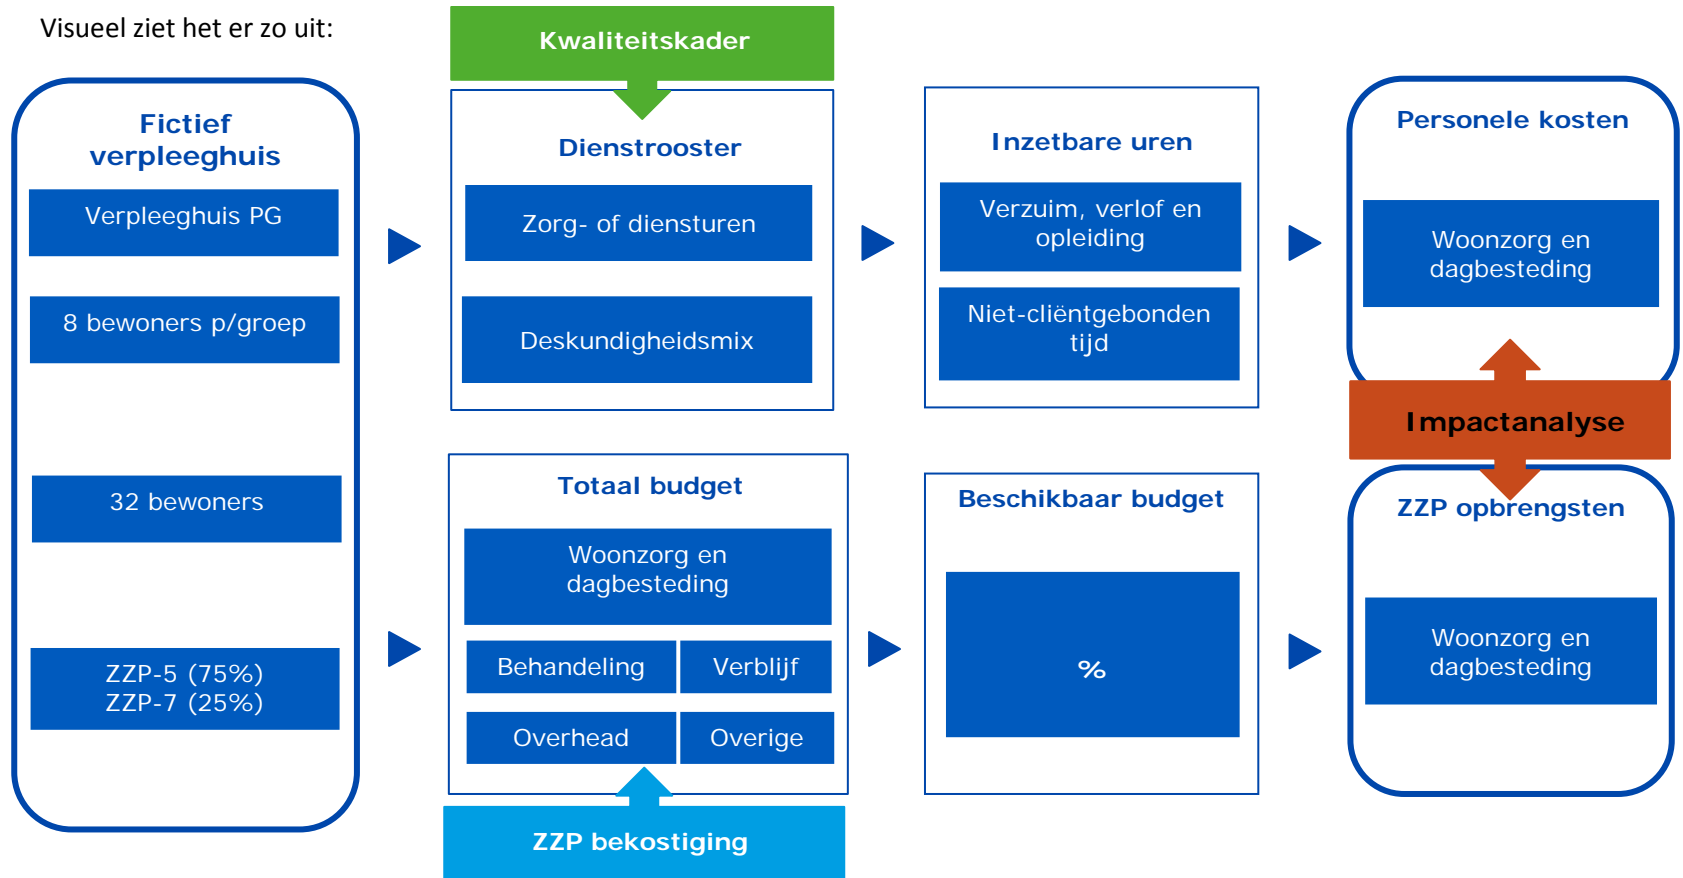 Visueel ziet het er zo uit:
Kwaliteitskader
Fictief
verpleeghuis
Verpleeghuis PG
8 bewoners p/groep
32 bewoners
ZZP-5 (75%)
ZZP-7 (25%)
Dienstrooster
Zorg- of diensturen
Deskundigheidsmix
Inzetbare uren
Verzuim, verlof en
opleiding
Niet-cliëntgebonden
tijd
Personele kosten
Woonzorg en
dagbesteding
Impactanalyse
Totaal budget
Woonzorg en
dagbesteding
Behandeling
Verblijf
Overhead
Overige
ZZP bekostiging
Beschikbaar budget
%
ZZP opbrengsten
Woonzorg en
dagbesteding